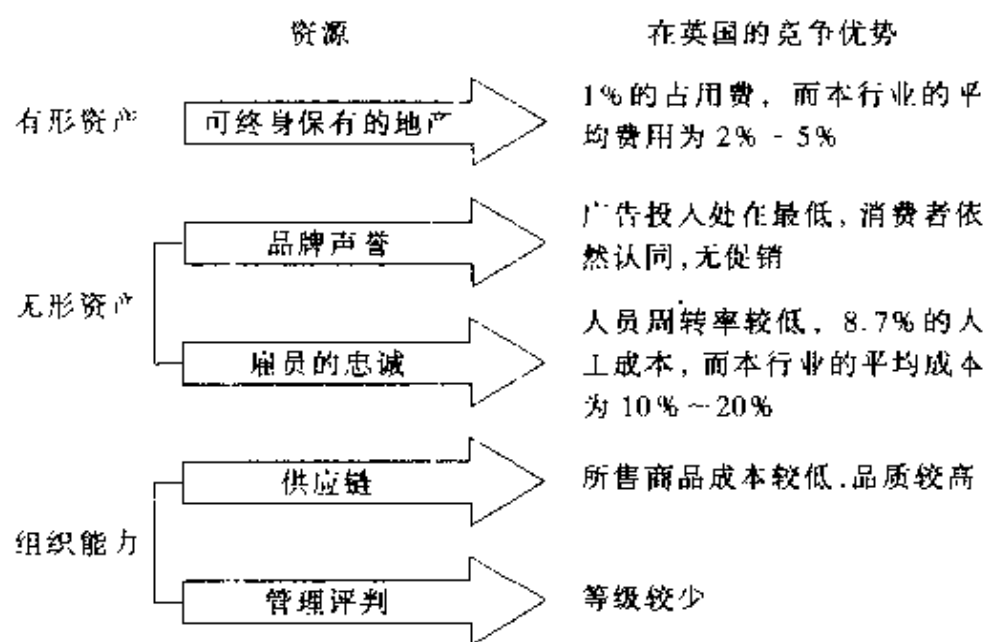 资源 在英国的竞争优势
有形资产 可终身保有的地产 1%的占用费，而本行业的平
均费用为2%-5%
无形资产
品牌声誉 广告投入处在最低，消费者依
然认同，无促销
雇员的忠诚 人员周转率较低，8.7%的人
工成本，而本行业的平均成本
为10%～20%
组织能力
供应链 所售商品成本较低.品质较高
管理评判 等级较少